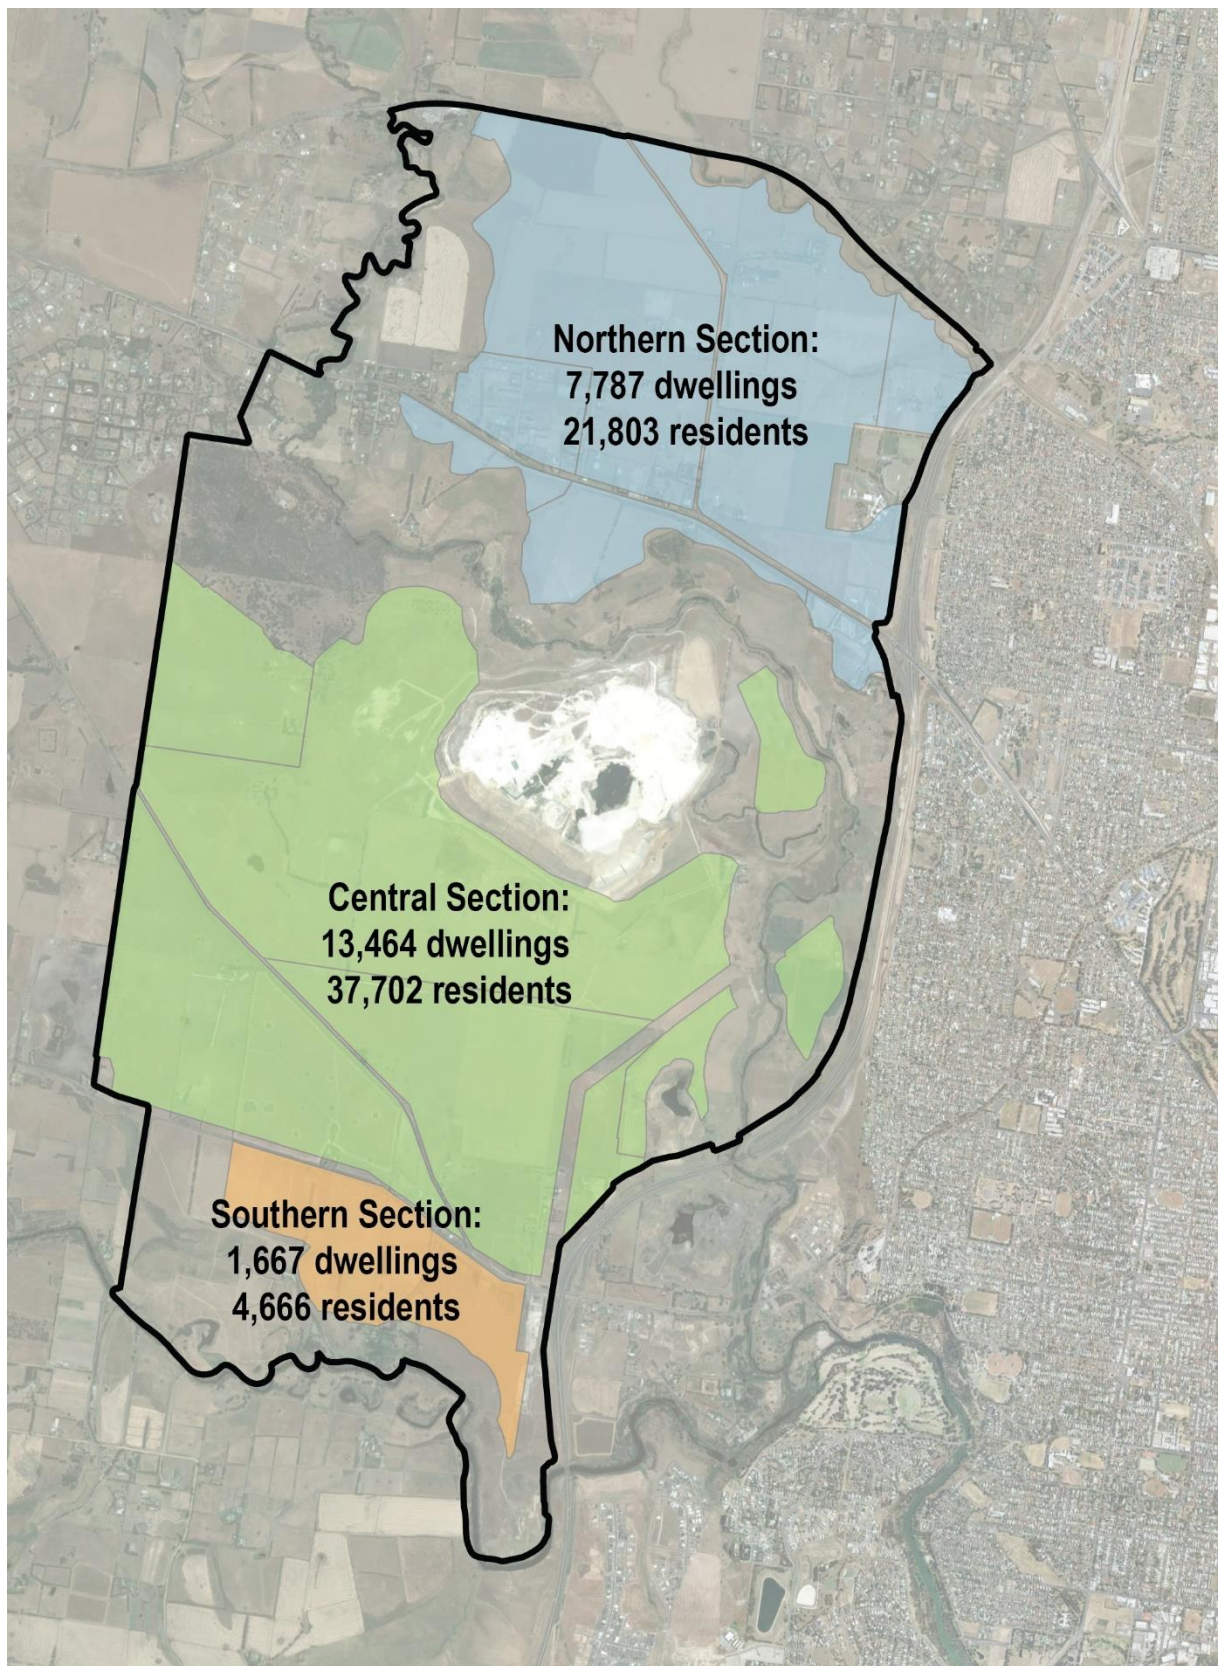 Northern Section:
7,787 dwellings
21,803 residents
Central Section:
13,464 dwellings
37,702 residents
Southern Section:
1,667 dwellings
4,666 residents